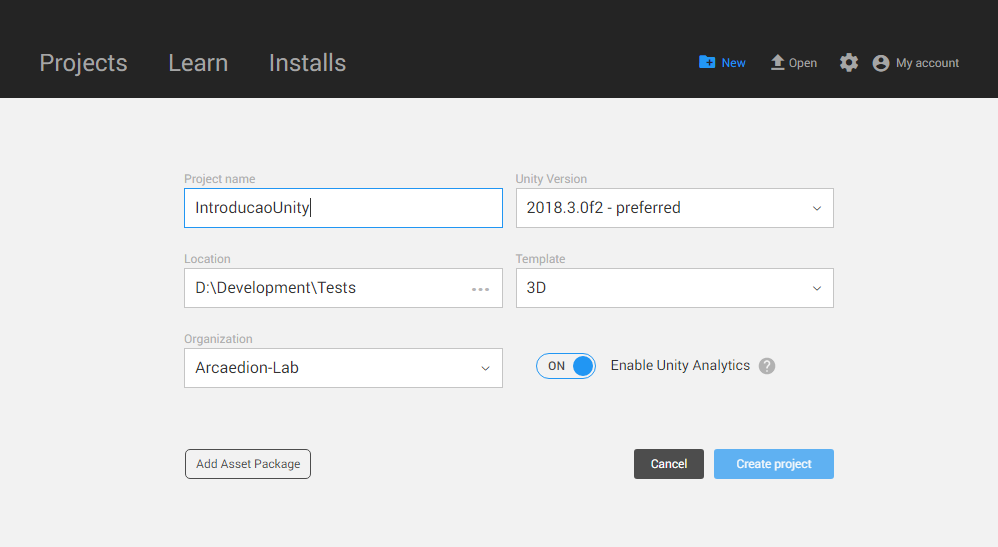 Projects Learn Installs New Open My account
Project name Unity Version
IntroducaoUnity 2018.3.0f2 - preferred
Location Template
D:\Development\Tests 3D
Organization
Arcaedion-Lab ON Enable Unity Analytics ?
Add Asset Package Cancel Create project